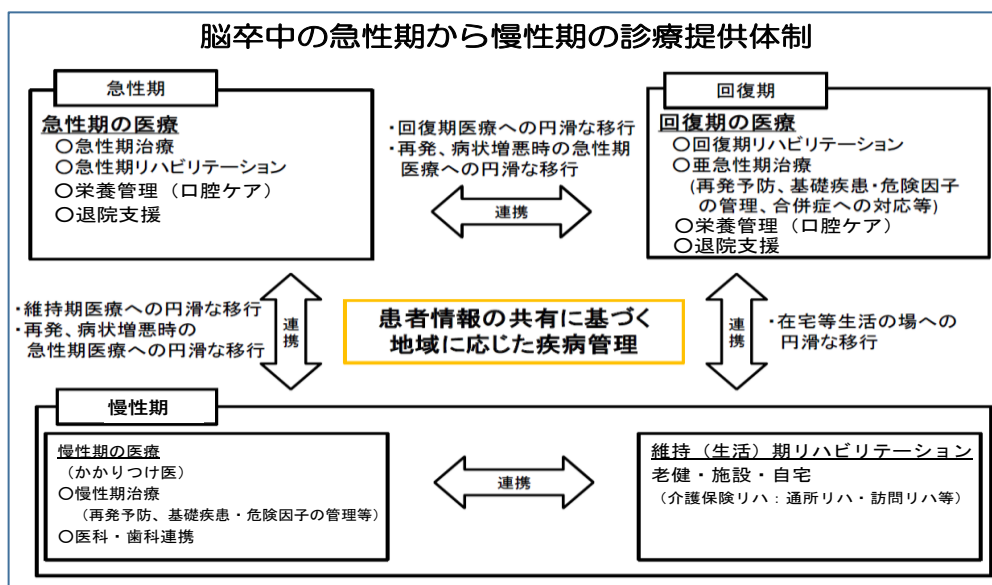 脳卒中の急性期から慢性期の診療提供体制
急性期
急性期の医療
〇急性期治療
〇急性期リハビリテーション
〇栄養管理（口腔ケア）
〇退院支援
・回復期医療への円滑な移行
・再発、病状増悪時の急性期
医療への円滑な移行
連携
回復期
回復期の医療
〇回復期リハビリテーション
〇亜急性期治療
(再発予防、基礎疾患・危険因子
の管理、合併症への対応等)
〇栄養管理（口腔ケア）
〇退院支援
・維持期医療への円滑な移行
・再発、病状増悪時の
急性期医療への円滑な移行
連携
患者情報の共有に基づく
地域に応じた疾病管理
連携
・在宅等生活の場への
円滑な移行
慢性期
慢性期の医療
（かかりつけ医）
〇慢性期治療
（再発予防、基礎疾患・危険因子の管理等）
〇医科・歯科連携
連携
維持（生活）期リハビリテーション
老健・施設・自宅
（介護保険リハ：通所リハ・訪問リハ等）